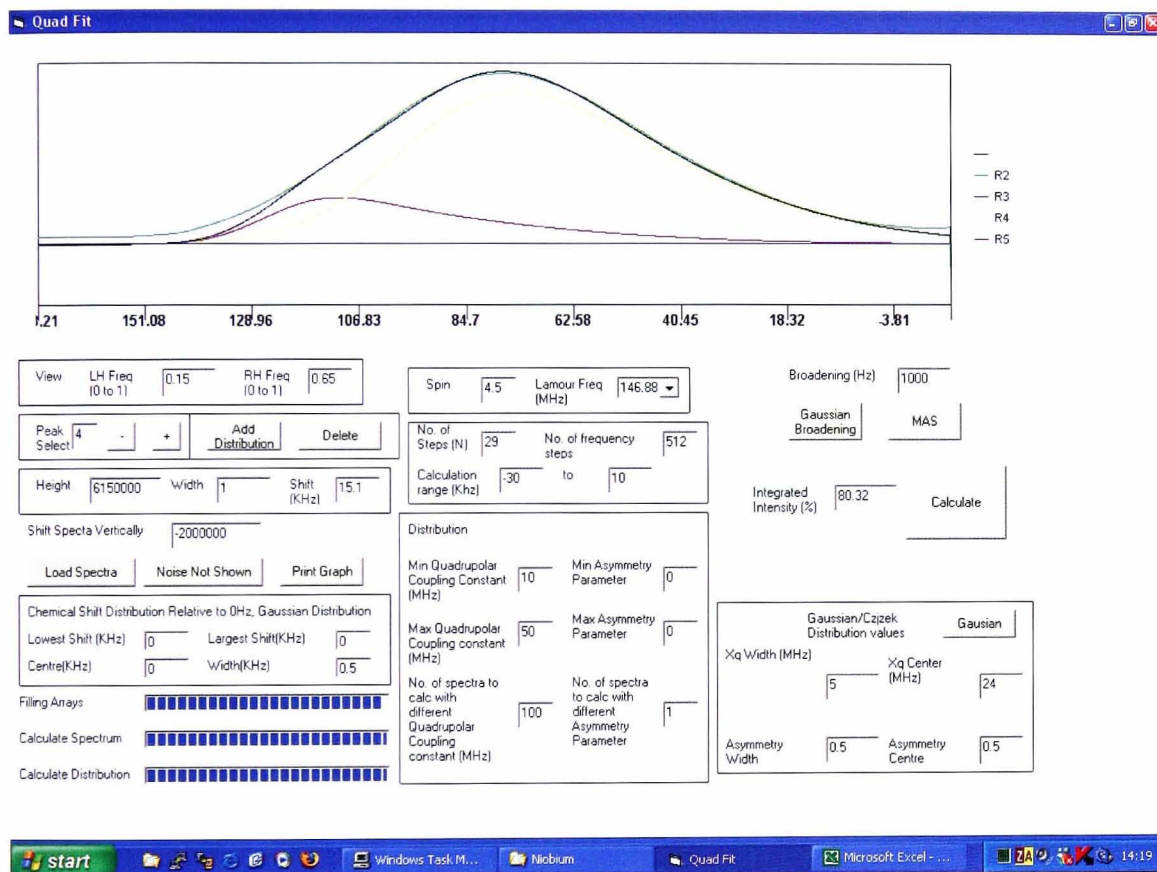 Quad Fit
R2
R3
R4
R5
.21 151.08 128.96 106.83 84.7 62.58 40.45 18.32 -3.81
View LH Freq (0 to 1) 0.15 RH Freq (0 to 1) 0.65
Peak Select 4 - + Add Distribution Delete
Height 6150000 Width 1 Shift (KHz) 15.1
Shift Specta Vertically -2000000
Load Spectra Noise Not Shown Print Graph
Chemical Shift Distribution Relative to 0Hz, Gaussian Distribution
Lowest Shift (KHz) 0 Largest Shift(KHz) 0
Centre(KHz) 0 Width(KHz) 0.5
Filling Arrays
Calculate Spectrum
Calculate Distribution
Spin 4.5 Lamour Freq (MHz) 146.88
No. of Steps (N) 29 No. of frequency steps 512
Calculation range (Khz) -30 to 10
Distribution
Min Quadrupolar Coupling Constant (MHz) 10 Min Asymmetry Parameter 0
Max Quadrupolar Coupling constant (MHz) 50 Max Asymmetry Parameter 0
No. of spectra to calc with different Quadrupolar Coupling constant (MHz) 100 No. of spectra to calc with different Asymmetry Parameter 1
Broadening (Hz) 1000
Gaussian Broadening MAS
Integrated Intensity (%) 80.32 Calculate
Gaussian/Czjzek Distribution values Gausian
Xq Width (MHz) 5 Xq Center (MHz) 24
Asymmetry Width 0.5 Asymmetry Centre 0.5
start Windows Task M... Niobium Quad Fit Microsoft Excel - ... 14:19